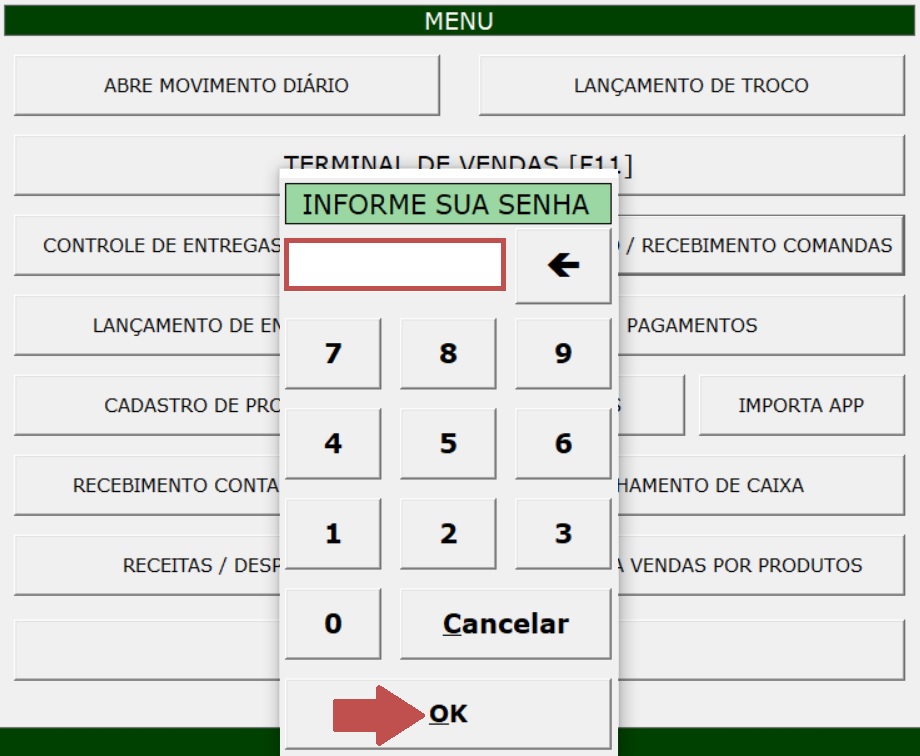 MENU
ABRE MOVIMENTO DIÁRIO
LANÇAMENTO DE TROCO
TERMINAL DE VENDAS [F11]
INFORME SUA SENHA
CONTROLE DE ENTREGAS
/ RECEBIMENTO COMANDAS
LANÇAMENTO DE
PAGAMENTOS
7 8 9
CADASTRO DE
IMPORTA APP
4 5 6
RECEBIMENTO CONTA
HAMENTO DE CAIXA
1 2 3
RECEITAS / DESP
VENDAS POR PRODUTOS
0 Cancelar
OK